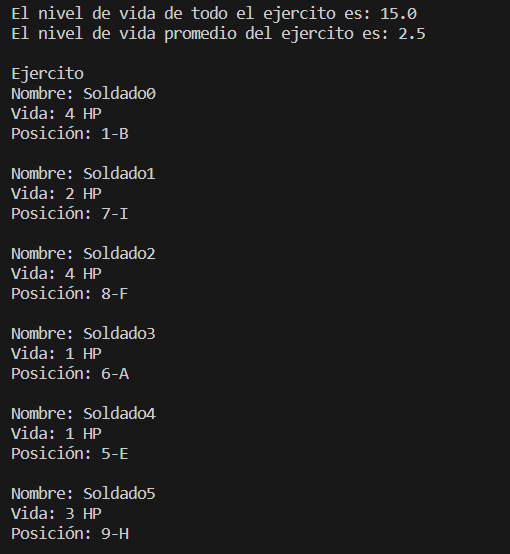 El nivel de vida de todo el ejercito es: 15.0
El nivel de vida promedio del ejercito es: 2.5
Ejercito
Nombre: Soldado0
Vida: 4 HP
Posición: 1-B
Nombre: Soldado1
Vida: 2 HP
Posición: 7-I
Nombre: Soldado2
Vida: 4 HP
Posición: 8-F
Nombre: Soldado3
Vida: 1 HP
Posición: 6-A
Nombre: Soldado4
Vida: 1 HP
Posición: 5-E
Nombre: Soldado5
Vida: 3 HP
Posición: 9-H